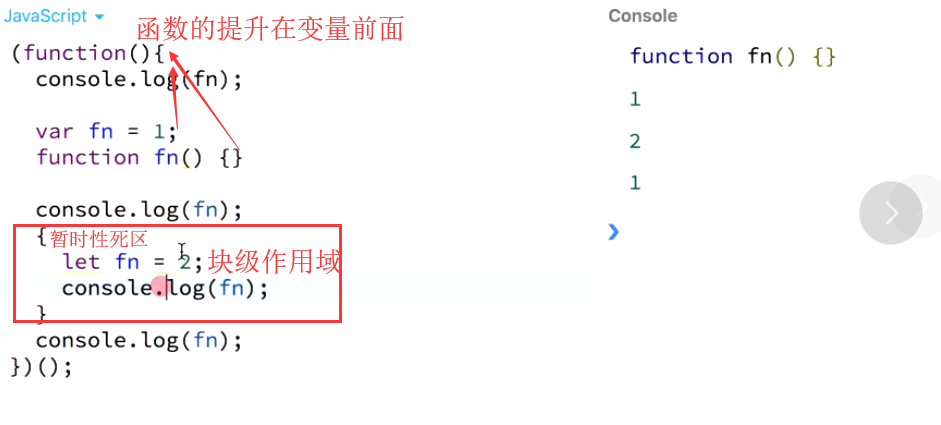 JavaScript
函数的提升在变量前面
(function(){
console.log(fn);
var fn = 1;
function fn() {}
console.log(fn);
{
暂时性死区
let fn = 2;
块级作用域
console.log(fn);
}
console.log(fn);
})();
Console
function fn() {}
1
2
1